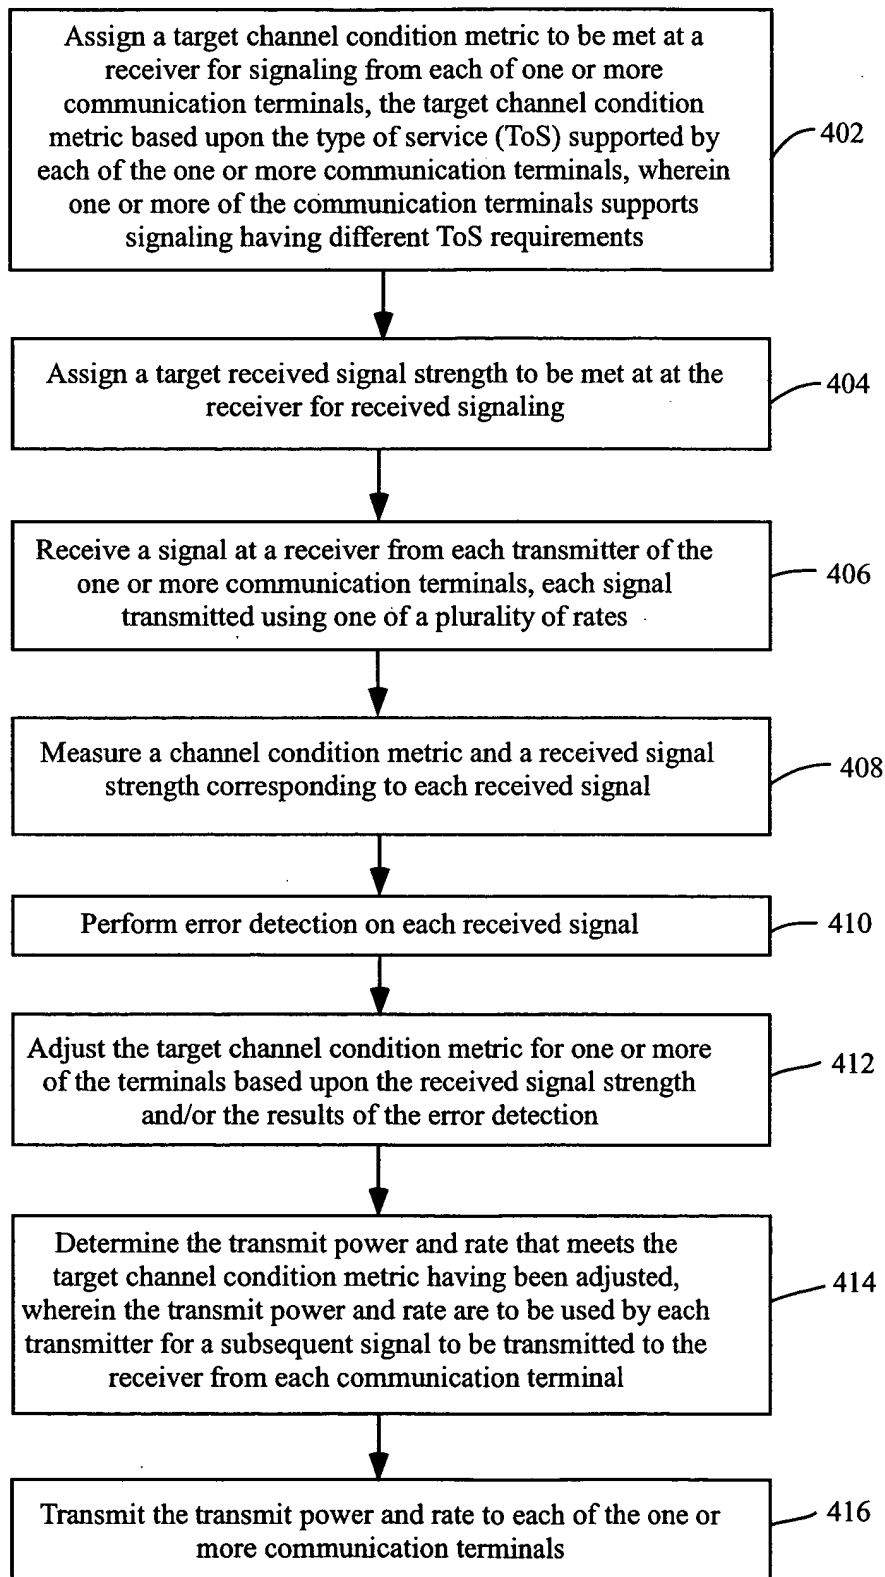 Assign a target channel condition metric to be met at a
receiver for signaling from each of one or more
communication terminals, the target channel condition
metric based upon the type of service (ToS) supported by
each of the one or more communication terminals, wherein
one or more of the communication terminals supports
signaling having different ToS requirements
402
Assign a target received signal strength to be met at at the
receiver for received signaling
404
Receive a signal at a receiver from each transmitter of the
one or more communication terminals, each signal
transmitted using one of a plurality of rates
406
Measure a channel condition metric and a received signal
strength corresponding to each received signal
408
Perform error detection on each received signal
410
Adjust the target channel condition metric for one or more
of the terminals based upon the received signal strength
and/or the results of the error detection
412
Determine the transmit power and rate that meets the
target channel condition metric having been adjusted,
wherein the transmit power and rate are to be used by each
transmitter for a subsequent signal to be transmitted to the
receiver from each communication terminal
414
Transmit the transmit power and rate to each of the one or
more communication terminals
416